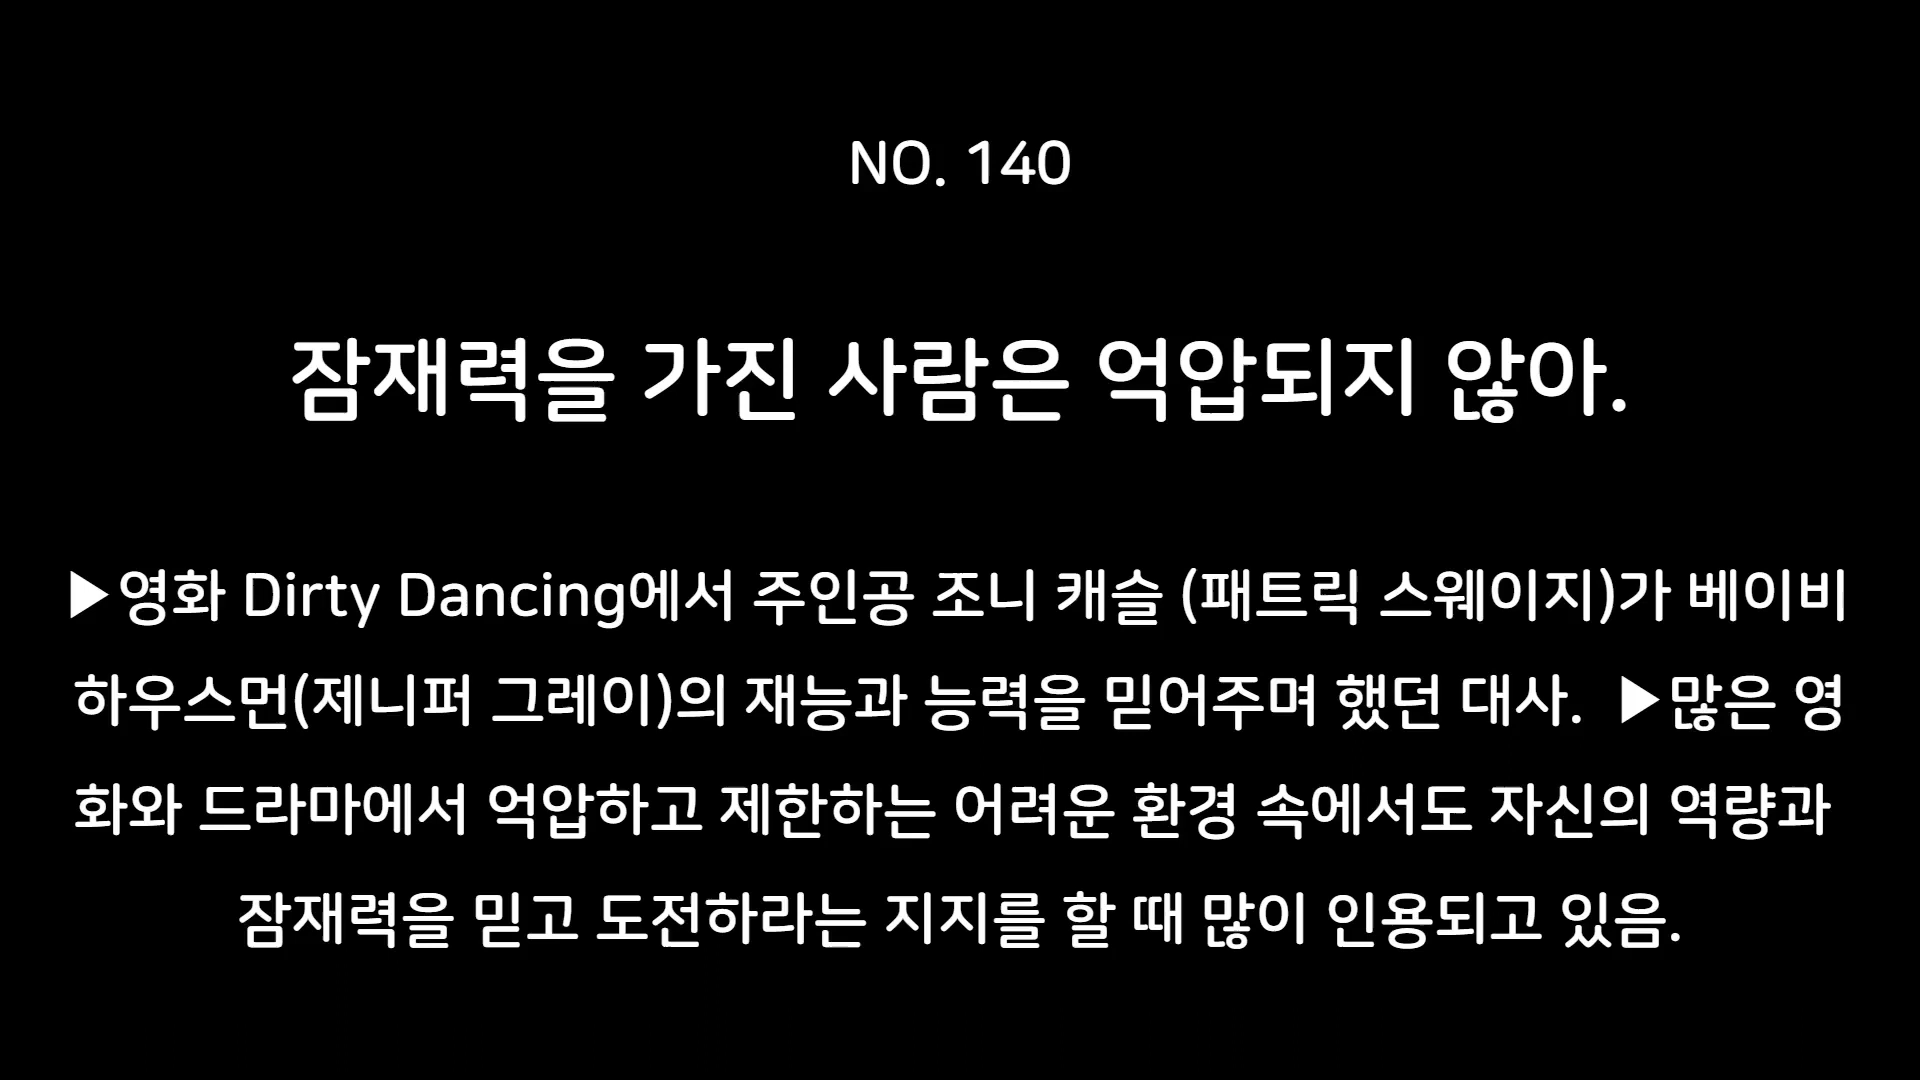 NO. 140
잠재력을 가진 사람은 억압되지 않아.
▶영화 Dirty Dancing에서 주인공 조니 캐슬 (패트릭 스웨이지)가 베이비
하우스먼(제니퍼 그레이)의 재능과 능력을 믿어주며 했던 대사. ▶많은 영
화와 드라마에서 억압하고 제한하는 어려운 환경 속에서도 자신의 역량과
잠재력을 믿고 도전하라는 지지를 할 때 많이 인용되고 있음.